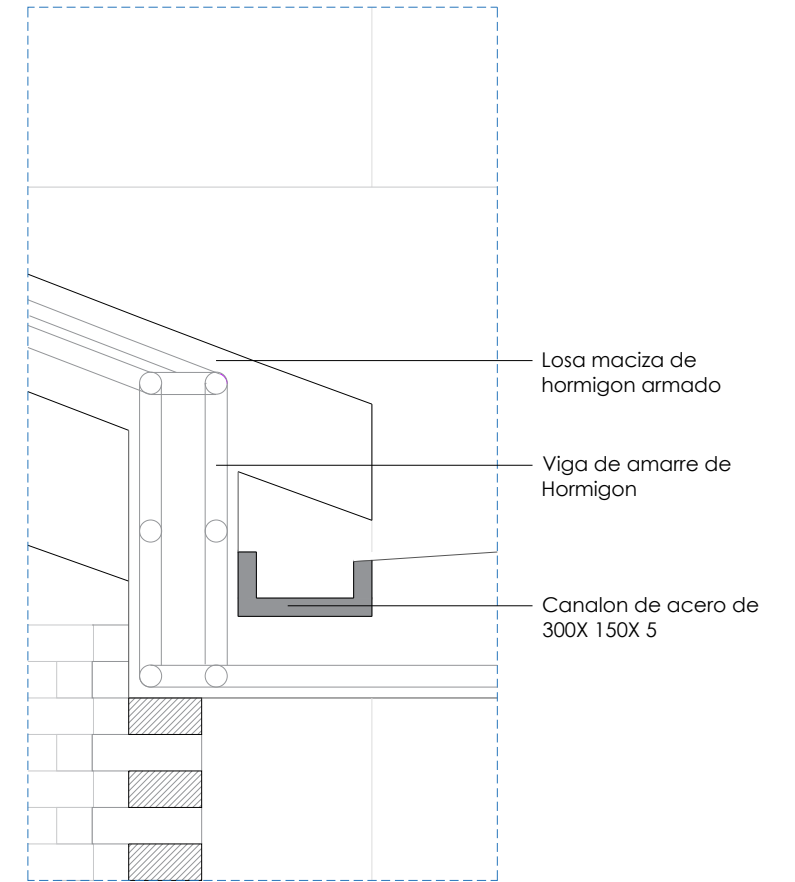 Losa maciza de
hormigon armado
Viga de amarre de
Hormigon
Canalon de acero de
300X 150X 5